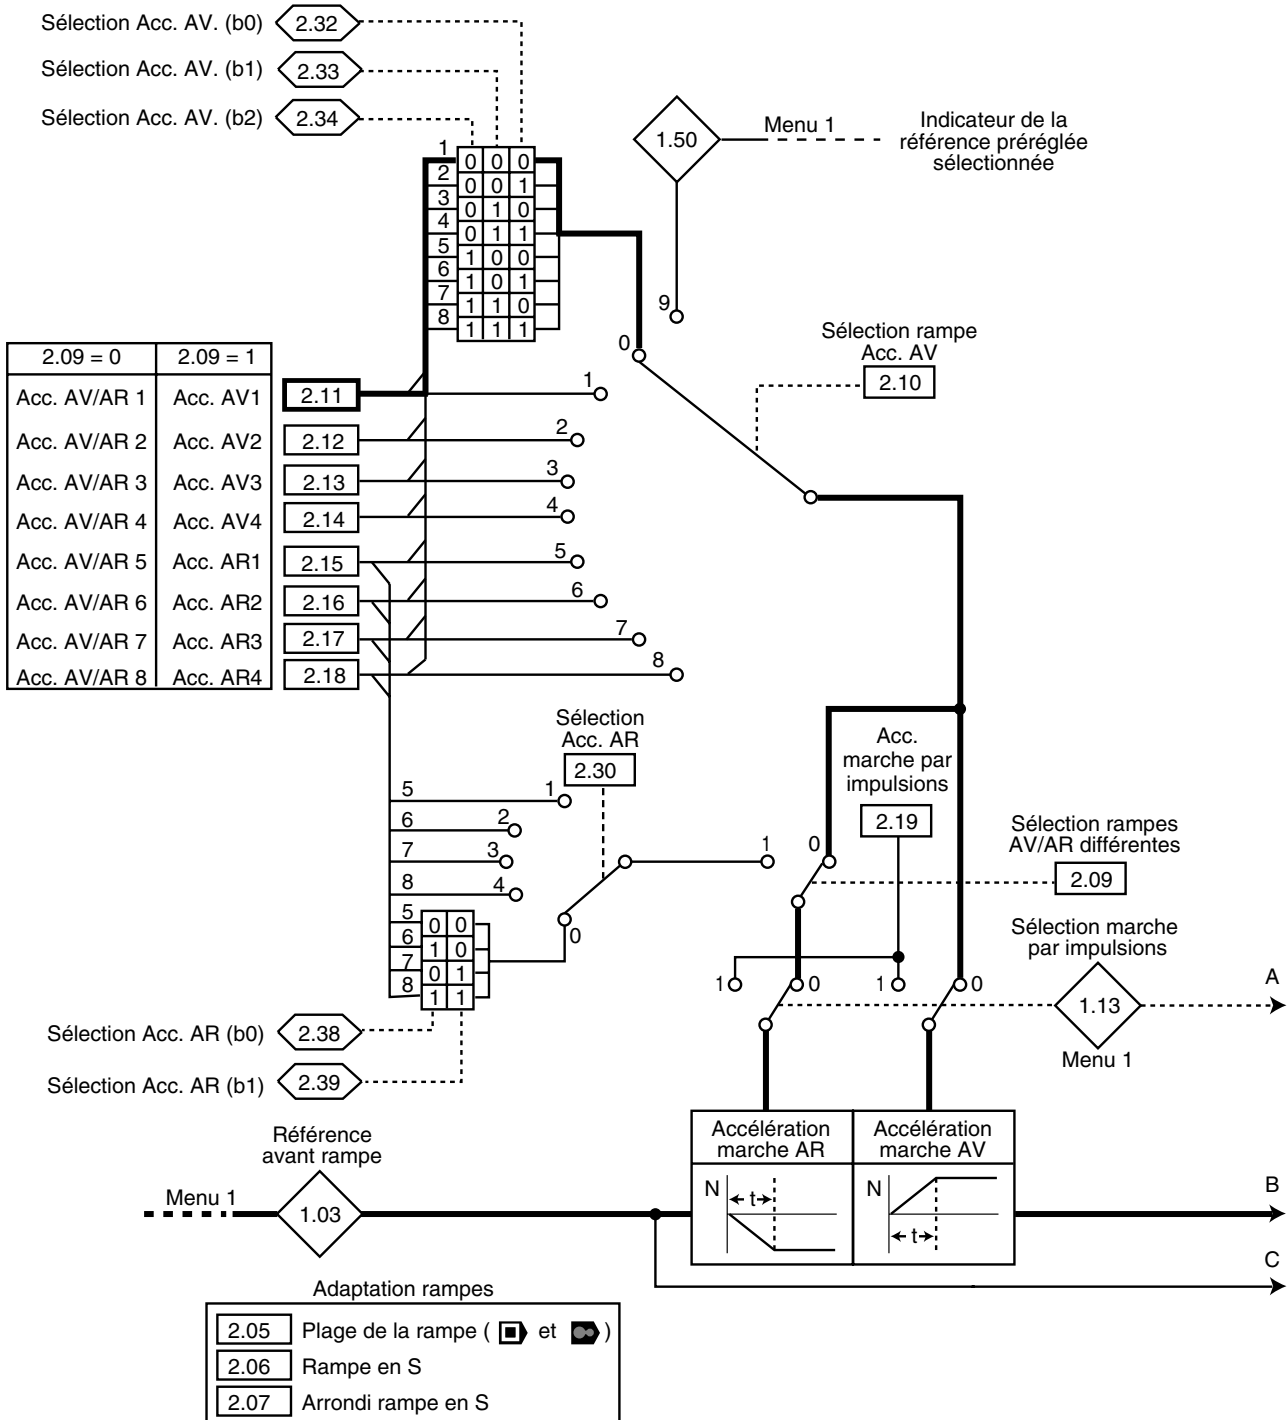 Sélection Acc. AV. (b0) 2.32
Sélection Acc. AV. (b1) 2.33
Sélection Acc. AV. (b2) 2.34
1.50
Menu 1
Indicateur de la
référence préréglée
sélectionnée
1 0 0 0
2 0 0 1
3 0 1 0
4 0 1 1
5 1 0 0
6 1 0 1
7 1 1 0
8 1 1 1
9
0
Sélection rampe
Acc. AV
2.10
2.09 = 0 2.09 = 1
Acc. AV/AR 1 Acc. AV1 2.11 1
Acc. AV/AR 2 Acc. AV2 2.12 2
Acc. AV/AR 3 Acc. AV3 2.13 3
Acc. AV/AR 4 Acc. AV4 2.14 4
Acc. AV/AR 5 Acc. AR1 2.15 5
Acc. AV/AR 6 Acc. AR2 2.16 6
Acc. AV/AR 7 Acc. AR3 2.17 7
Acc. AV/AR 8 Acc. AR4 2.18 8
Sélection
Acc. AR
2.30
Acc.
marche par
impulsions
2.19
5 1
6 2
7 3
8 4
1 0
Sélection rampes
AV/AR différentes
2.09
5 0 0
6 1 0
7 0 1
8 1 1
0
Sélection marche
par impulsions
1 0 1 0
1.13
Menu 1
A
Sélection Acc. AR (b0) 2.38
Sélection Acc. AR (b1) 2.39
Référence
avant rampe
Menu 1
1.03
Accélération
marche AR
N
t
Accélération
marche AV
N
t
B
C
Adaptation rampes
2.05 Plage de la rampe ( et )
2.06 Rampe en S
2.07 Arrondi rampe en S